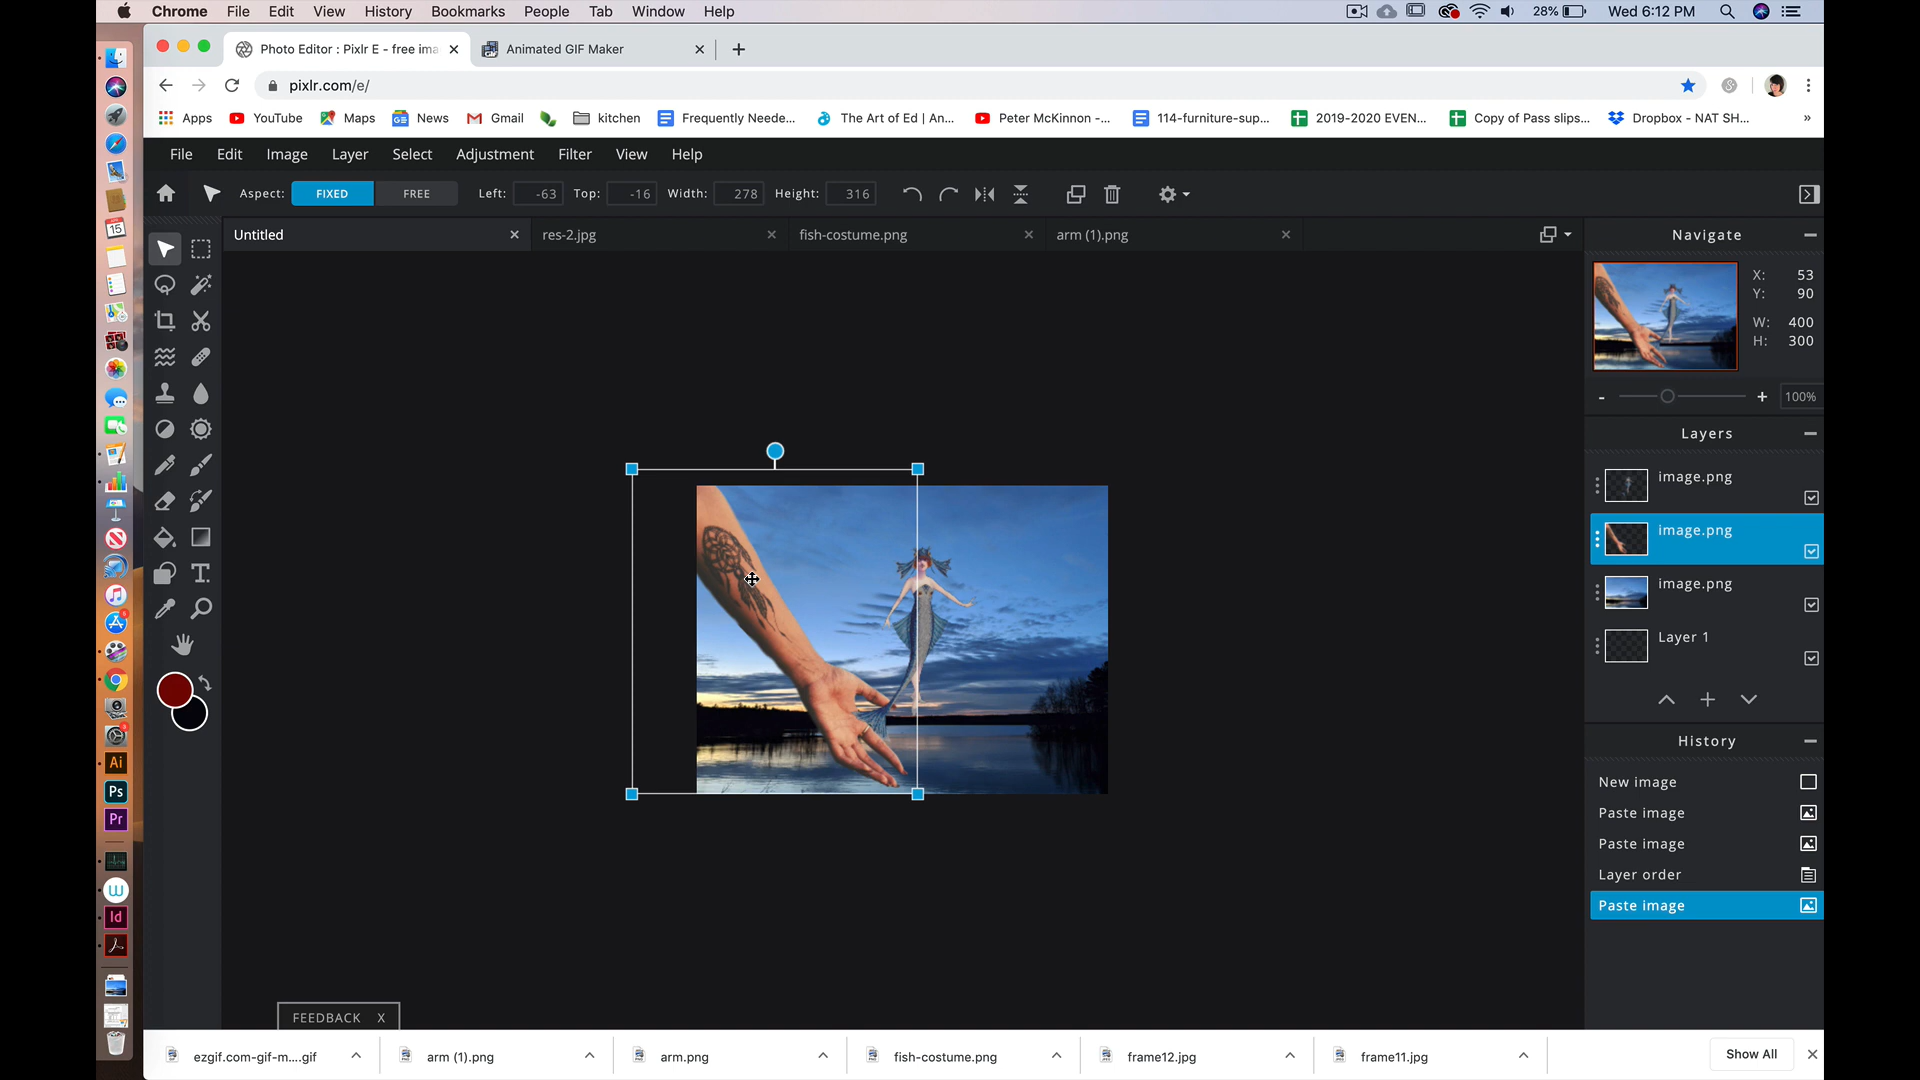 Chrome File Edit View History Bookmarks People Tab Window Help 28% Wed 6:12 PM
Photo Editor : Pixlr E - free ima Animated GIF Maker
pixlr.com/e/
Apps YouTube Maps News Gmail kitchen Frequently Neede... The Art of Ed | An... Peter McKinnon -... 114-furniture-sup... 2019-2020 EVEN... Copy of Pass slips... Dropbox - NAT SH... »
File Edit Image Layer Select Adjustment Filter View Help
Aspect: FIXED FREE Left: -63 Top: -16 Width: 278 Height: 316
Untitled res-2.jpg fish-costume.png arm (1).png
Navigate
X: 53
Y: 90
W: 400
H: 300
- + 100%
Layers
image.png
image.png
image.png
Layer 1
History
New image
Paste image
Paste image
Layer order
Paste image
15
Ai
Ps
Pr
Id
FEEDBACK X
ezgif.com-gif-m....gif arm (1).png arm.png fish-costume.png frame12.jpg frame11.jpg Show All